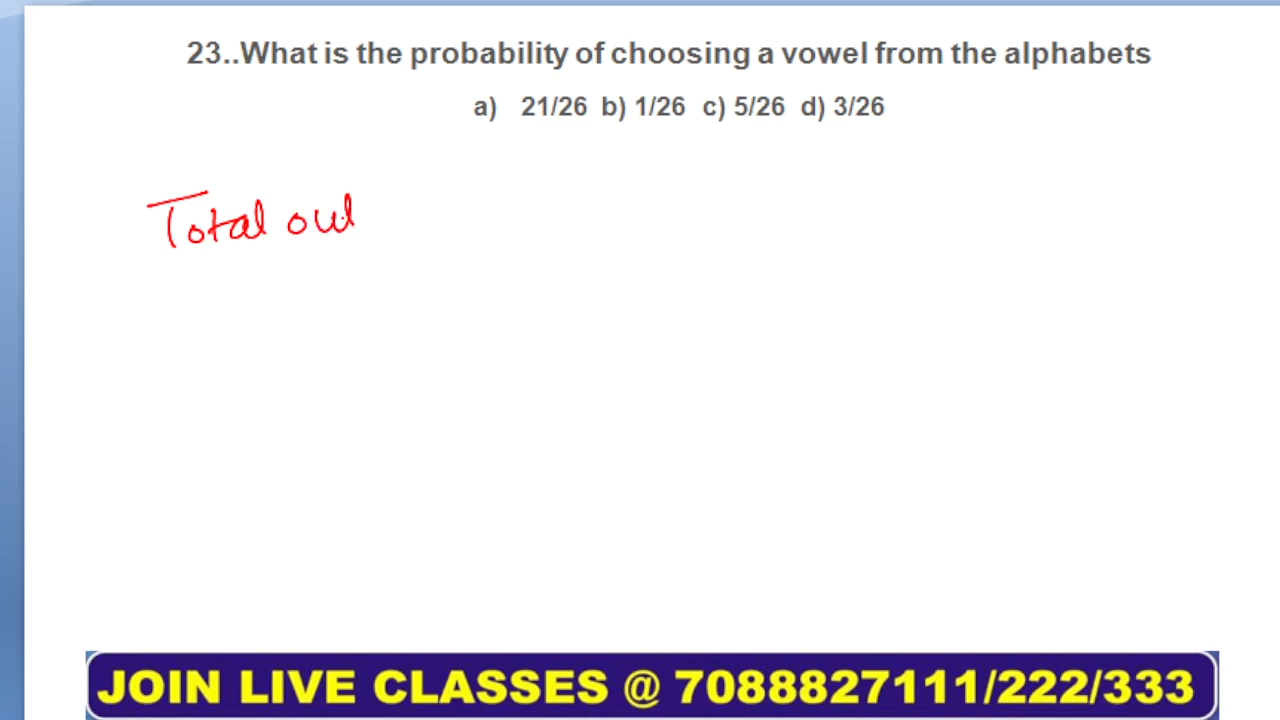 23..What is the probability of choosing a vowel from the alphabets
a) 21/26 b) 1/26 c) 5/26 d) 3/26
Total out
JOIN LIVE CLASSES @ 7088827111/222/333